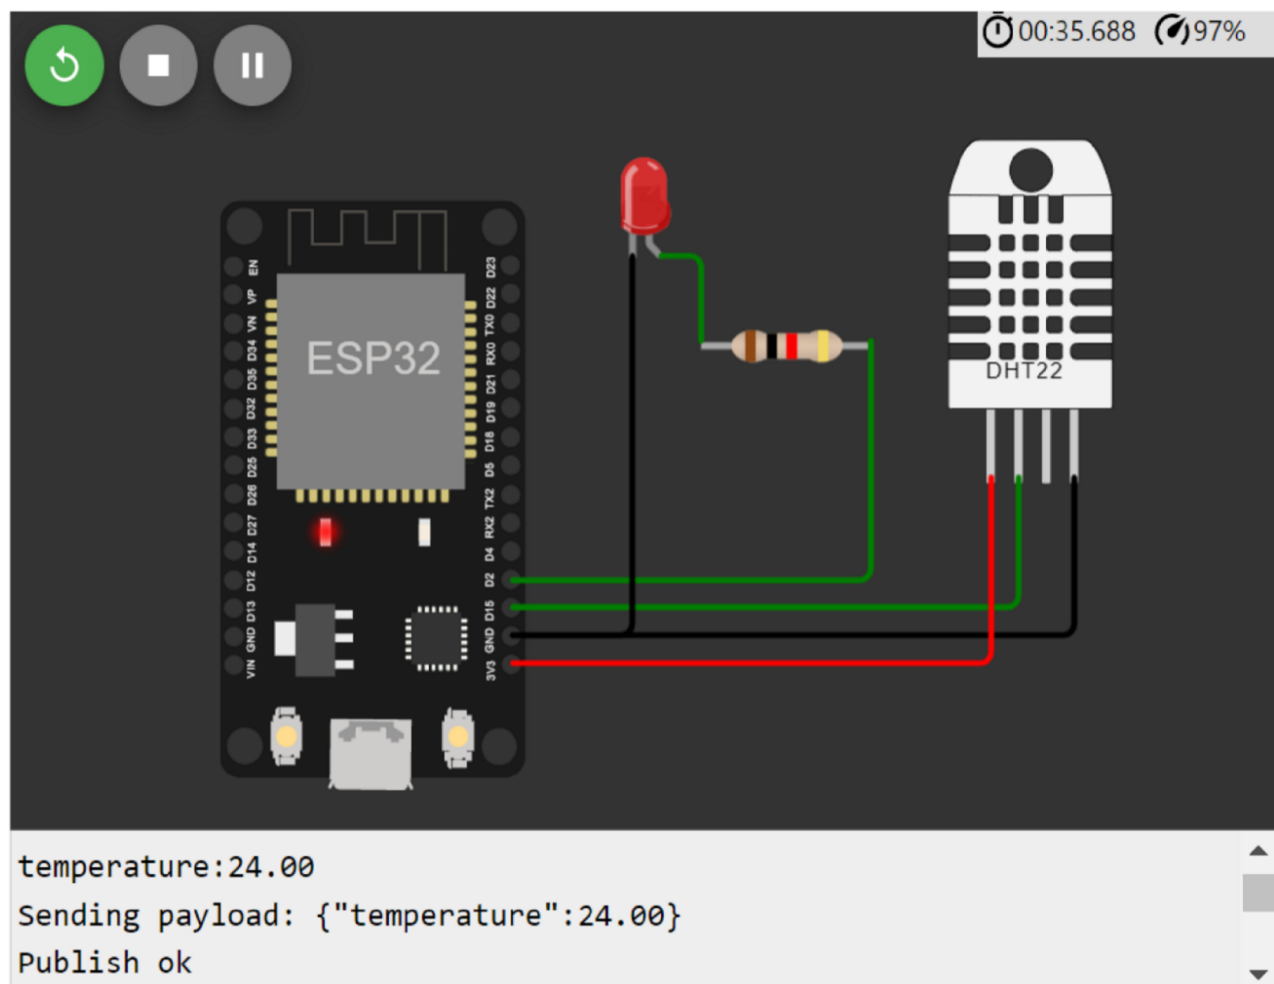 00:35.688 97%
ESP32
EN
VP
VN
D34
D35
D32
D33
D25
D26
D27
D14
D12
D13
GND
VIN
D23
D22
TX0
RX0
D21
D19
D18
D5
TX2
RX2
D4
D2
D15
GND
3V3
DHT22
temperature:24.00
Sending payload: {"temperature":24.00}
Publish ok